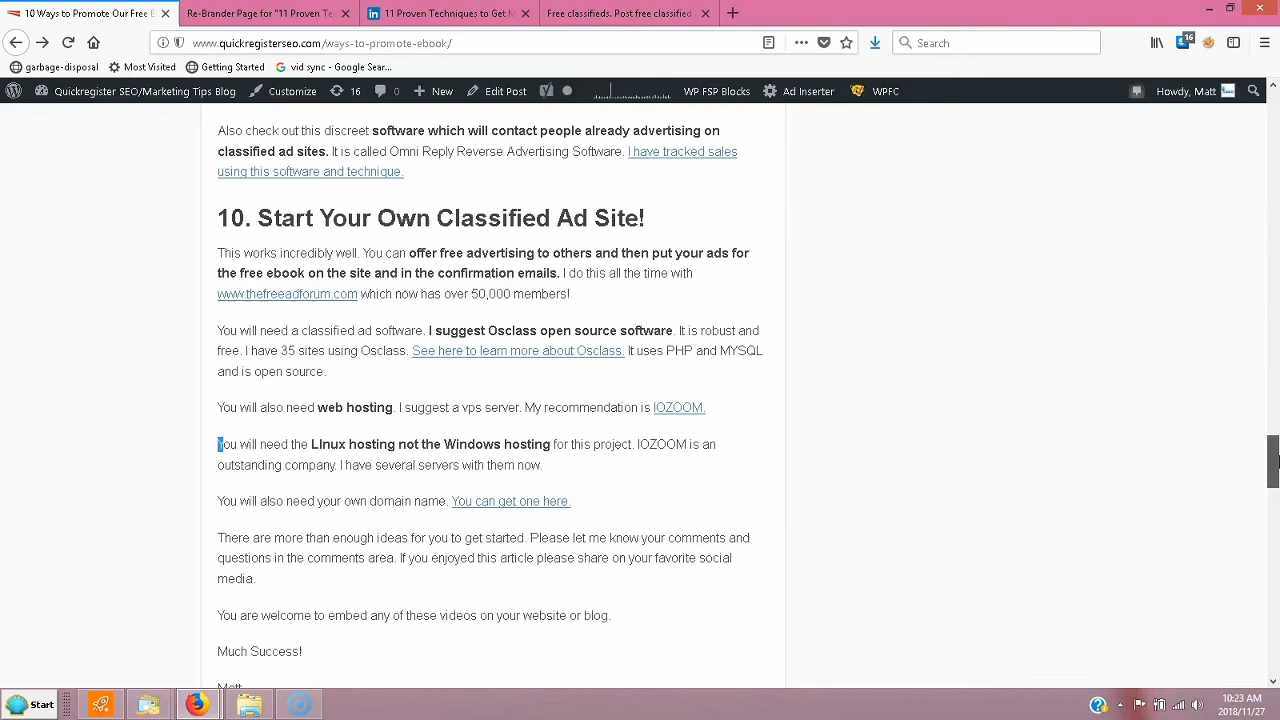 10 Ways to Promote Our Free E
Re-Brander Page for "11 Proven Te
in 11 Proven Techniques to Get M
Free classifieds. Post free classified
www.quickregisterseo.com/ways-to-promote-ebook/
Search
16
garbage-disposal
Most Visited
Getting Started
G vid sync - Google Sear...
Quickregister SEO/Marketing Tips Blog
Customize
16
0
New
Edit Post
WP FSP Blocks
Ad Inserter
WPFC
Howdy, Matt
Also check out this discreet software which will contact people already advertising on
classified ad sites. It is called Omni Reply Reverse Advertising Software. I have tracked sales
using this software and technique.
10. Start Your Own Classified Ad Site!
This works incredibly well. You can offer free advertising to others and then put your ads for
the free ebook on the site and in the confirmation emails. I do this all the time with
www.thefreeadforum.com which now has over 50,000 members!
You will need a classified ad software. I suggest Osclass open source software. It is robust and
free. I have 35 sites using Osclass. See here to learn more about Osclass. It uses PHP and MYSQL
and is open source.
You will also need web hosting. I suggest a vps server. My recommendation is IOZOOM.
You will need the LInux hosting not the Windows hosting for this project. IOZOOM is an
outstanding company. I have several servers with them now.
You will also need your own domain name. You can get one here.
There are more than enough ideas for you to get started. Please let me know your comments and
questions in the comments area. If you enjoyed this article please share on your favorite social
media.
You are welcome to embed any of these videos on your website or blog.
Much Success!
Matt
Start
10:23 AM
2018/11/27